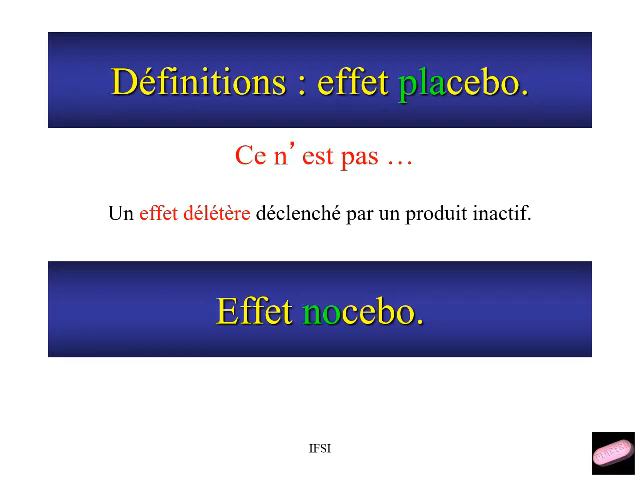 Définitions : effet placebo.
Ce n’est pas …
Un effet délétère déclenché par un produit inactif.
Effet nocebo.
IFSI